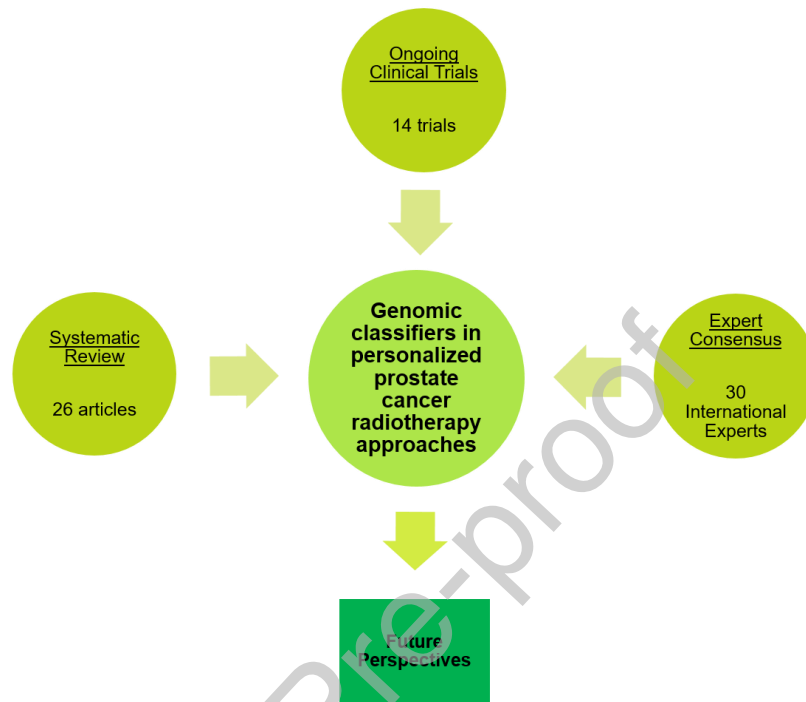 Ongoing
Clinical Trials
14 trials
Systematic
Review
26 articles
Genomic
classifiers in
personalized
prostate
cancer
radiotherapy
approaches
Expert
Consensus
30
International
Experts
Future
Perspectives
Pre-proof